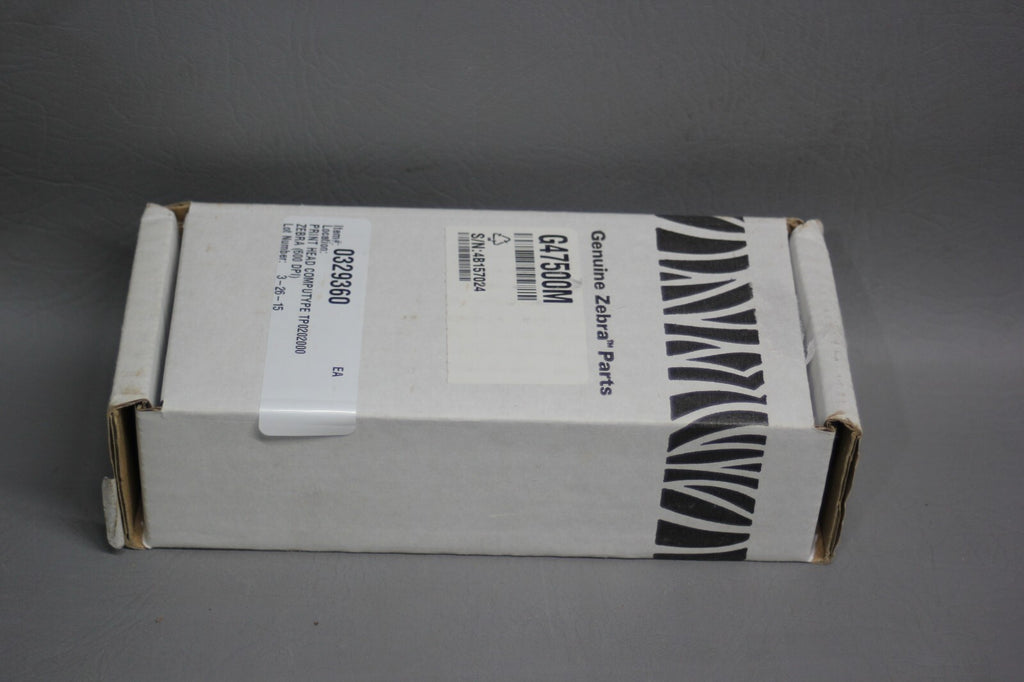 Genuine Zebra™ Parts
G47500M
S/N:48157024
Item#: 0329360
Location: EA
PRINT HEAD COMPUTYPE TP0202000
ZEBRA (600 DPI)
Lot Number: 3-26-15